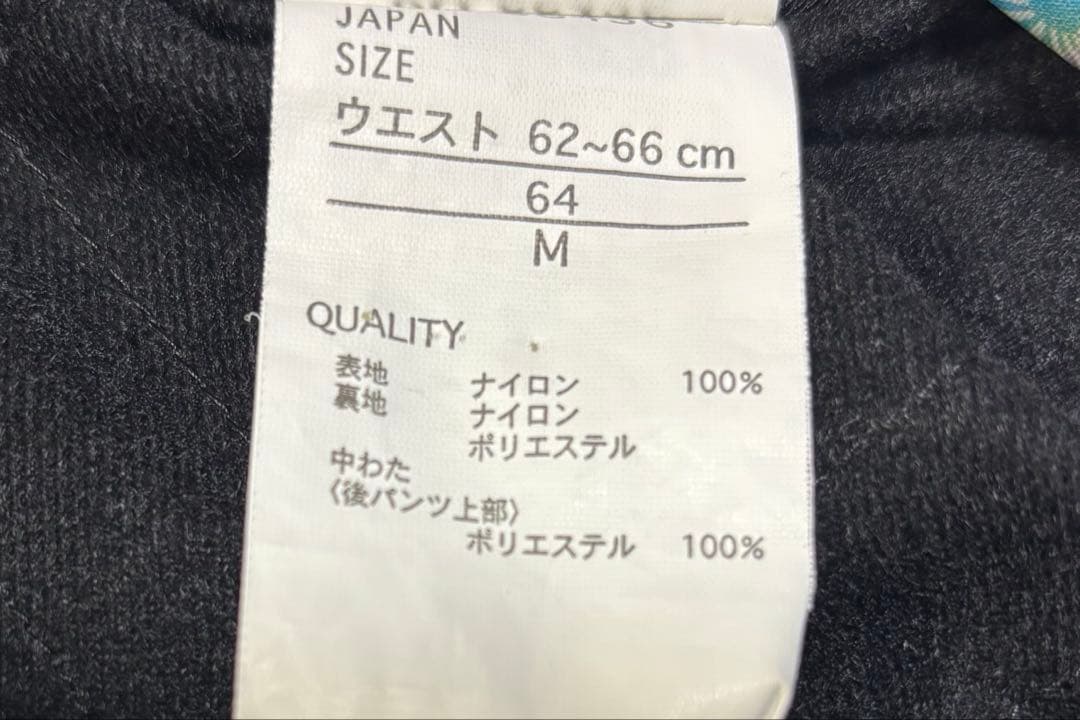 JAPAN
SIZE
ウエスト 62~66 cm
64
M
QUALITY
表地 ナイロン 100%
裏地 ナイロン
ポリエステル
中わた
〈後パンツ上部〉
ポリエステル 100%